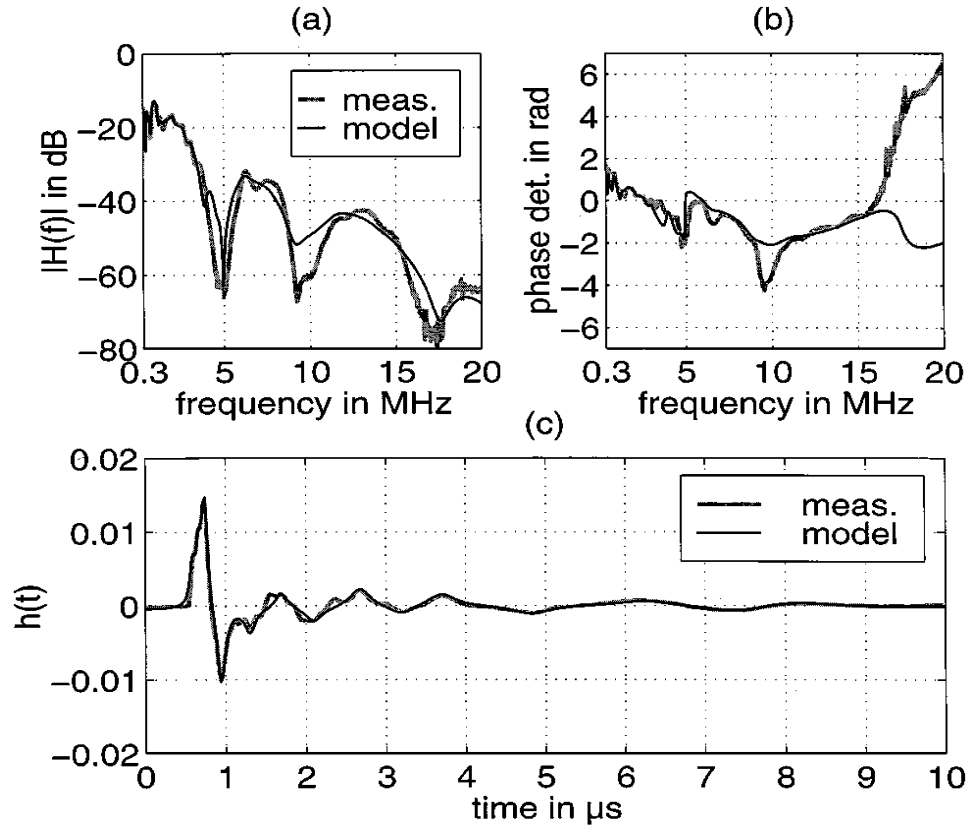 (a)
|H(f)| in dB
0
−20
−40
−60
−80
0.3 5 10 15 20
frequency in MHz
meas.
model
(b)
phase det. in rad
6
4
2
0
−2
−4
−6
0.3 5 10 15 20
frequency in MHz
(c)
h(t)
0.02
0.01
0
−0.01
−0.02
0 1 2 3 4 5 6 7 8 9 10
time in µs
meas.
model